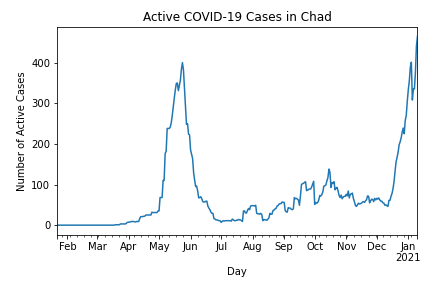 Active COVID-19 Cases in Chad
Number of Active Cases
400
300
200
100
0
Feb Mar Apr May Jun Jul Aug Sep Oct Nov Dec Jan
2021
Day